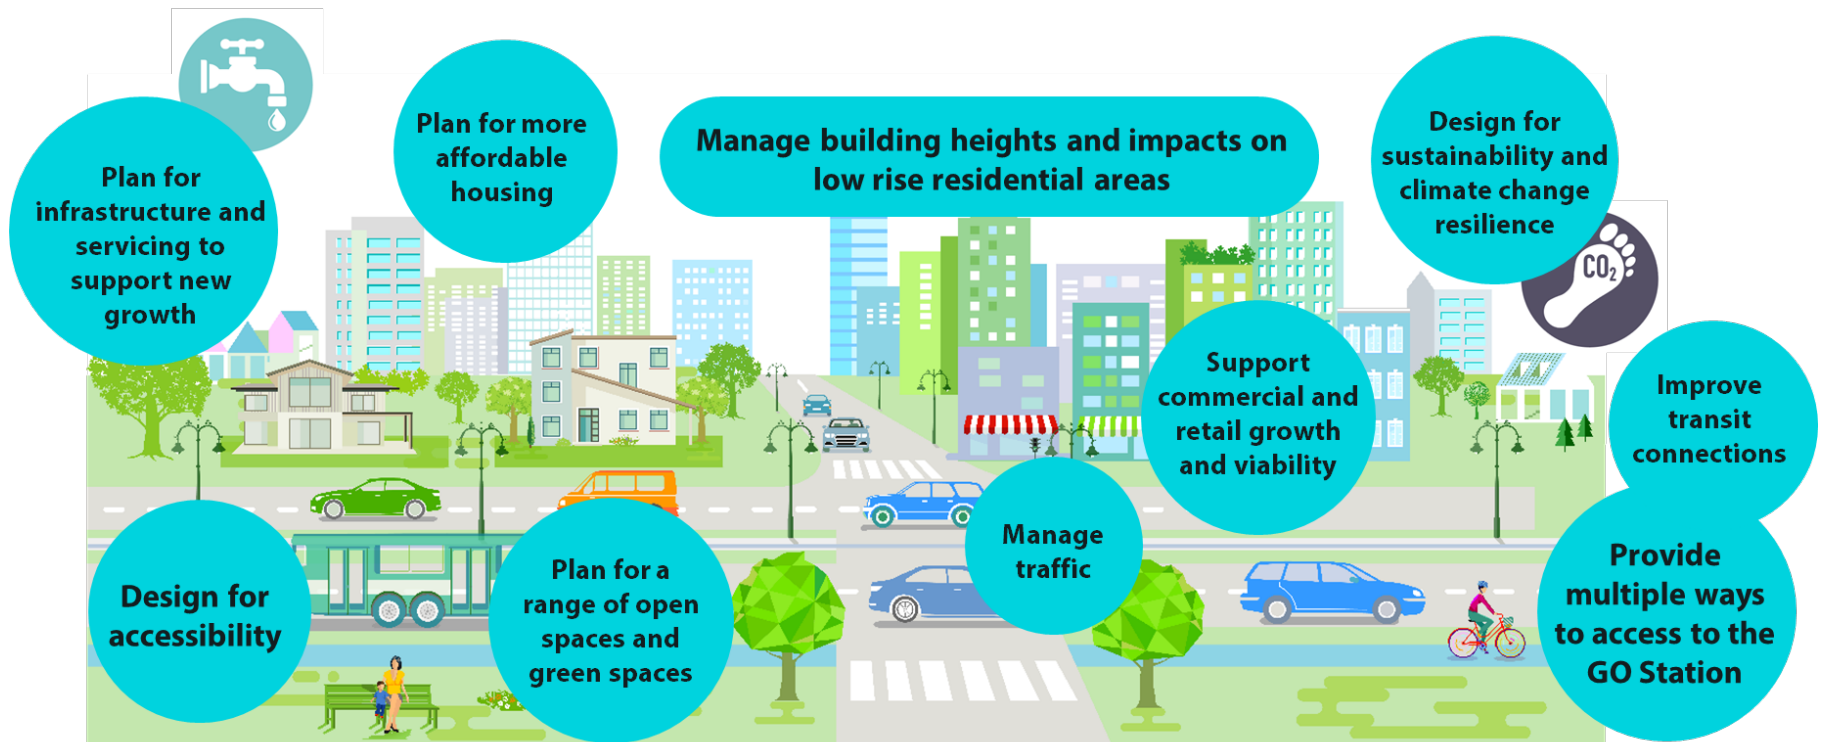 Plan for
infrastructure and
servicing to
support new
growth
Plan for more
affordable
housing
Manage building heights and impacts on
low rise residential areas
Design for
sustainability and
climate change
resilience
CO₂
Support
commercial and
retail growth
and viability
Improve
transit
connections
Design for
accessibility
Plan for a
range of open
spaces and
green spaces
Manage
traffic
Provide
multiple ways
to access to the
GO Station